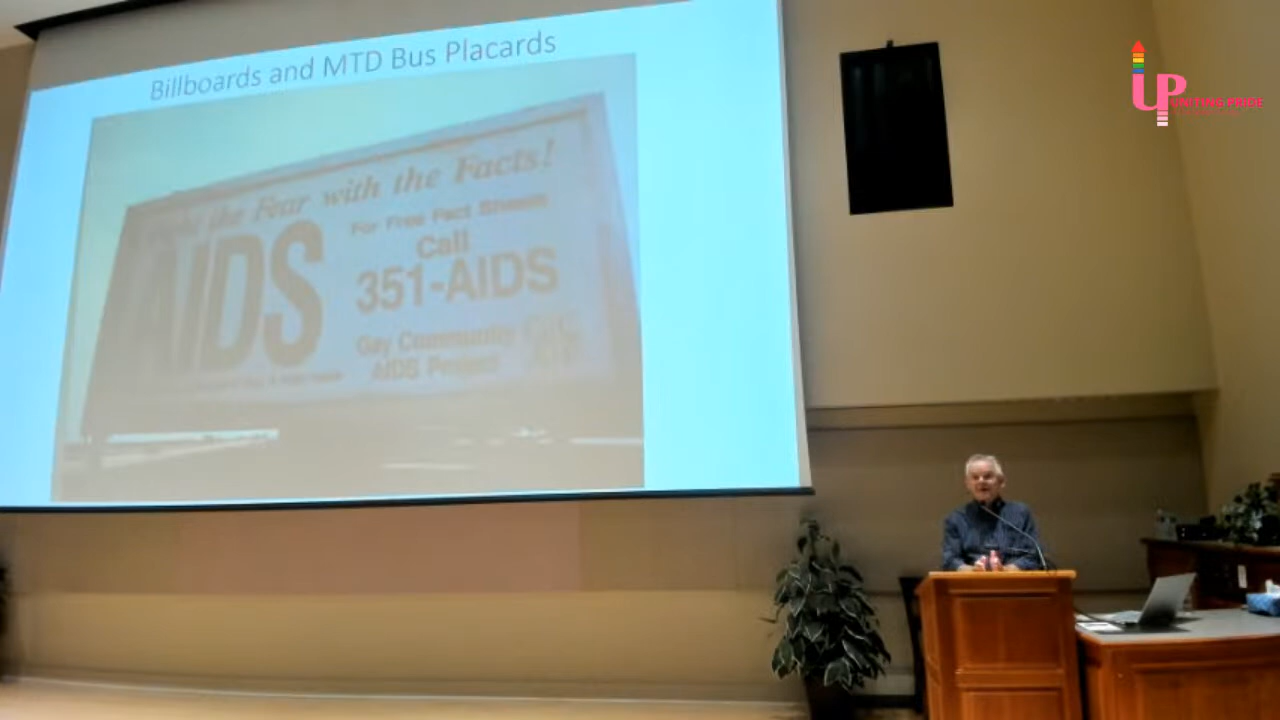 Billboards and MTD Bus Placards
the Fear with the Facts!
AIDS
For Free Fact Sheets
Call
351-AIDS
Gay Community
AIDS Project
UP
UNITING PRIDE